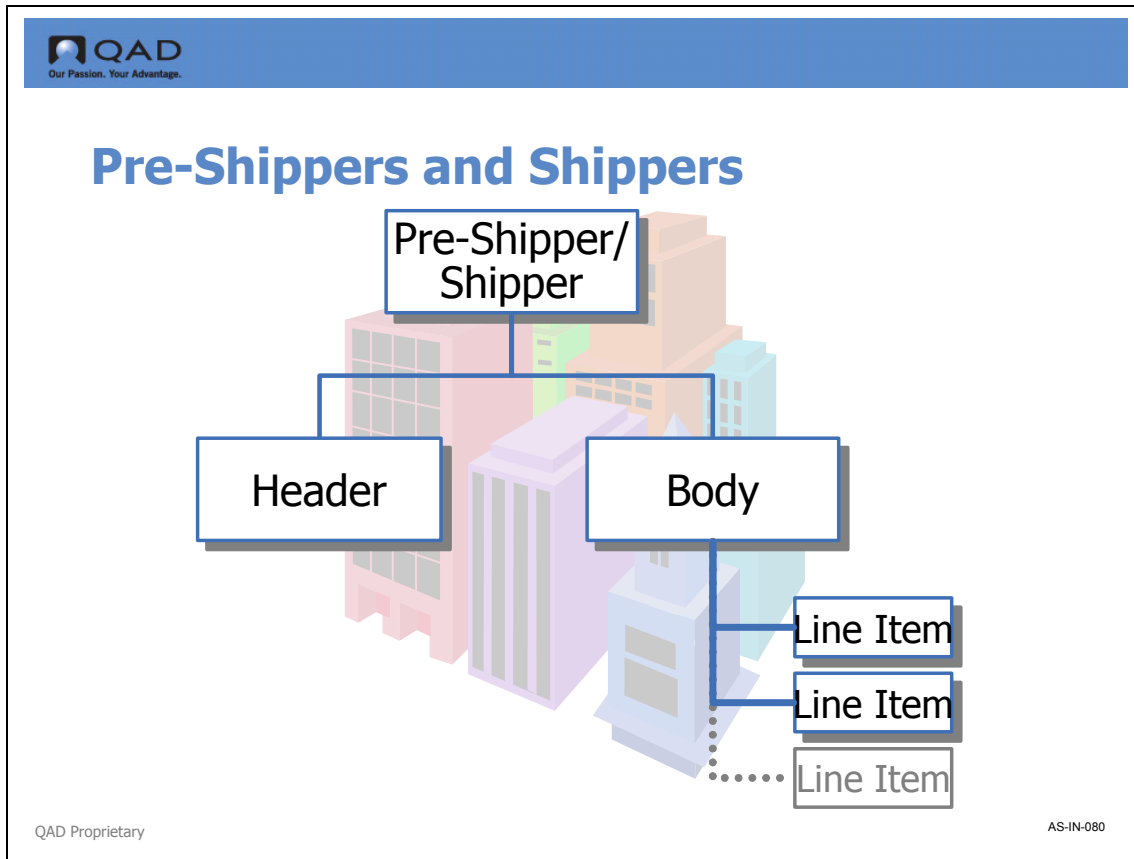 QAD
Our Passion. Your Advantage.
Pre-Shippers and Shippers
Pre-Shipper/
Shipper
Header
Body
Line Item
Line Item
Line Item
QAD Proprietary
AS-IN-080